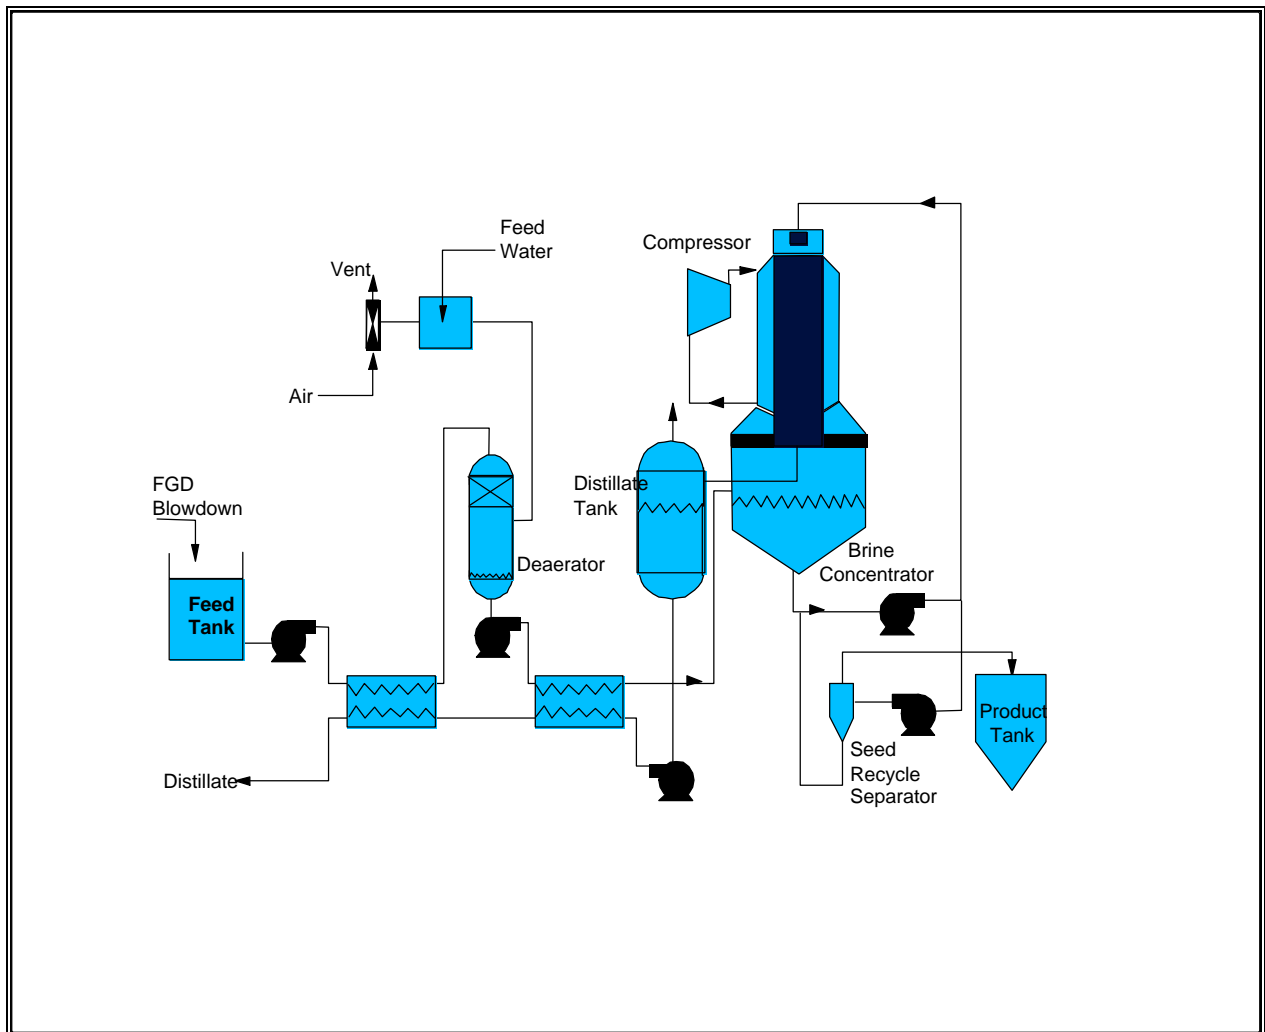 Feed
Water
Compressor
Vent
Air
FGD
Blowdown
Distillate
Tank
Deaerator
Brine
Concentrator
Feed
Tank
Product
Tank
Seed
Recycle
Separator
Distillate